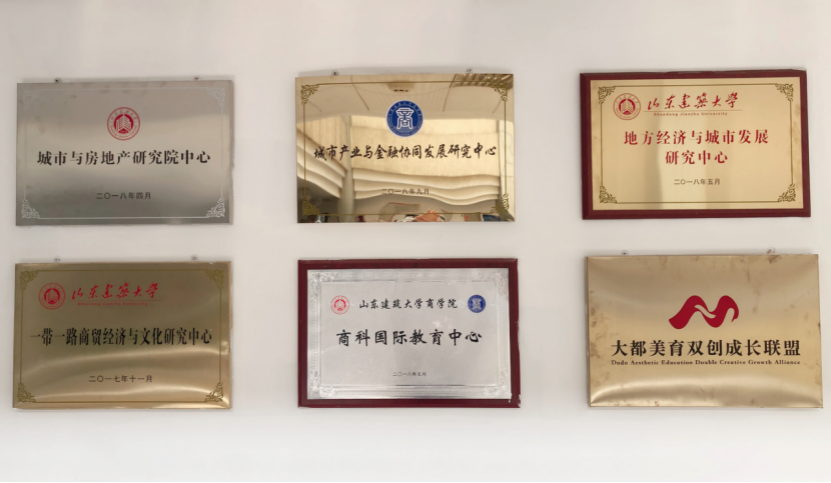 城市与房地产研究院中心
二〇一八年四月
城市产业与金融协同发展研究中心
二〇一八年九月
山东建筑大学
Shandong Jianzhu University
地方经济与城市发展
研究中心
二〇一八年五月
山东建筑大学
一带一路商贸经济与文化研究中心
二〇一七年十一月
山东建筑大学商学院
商科国际教育中心
大都美育双创成长联盟
Dadu Aesthetic Education Double Creative Growth Alliance